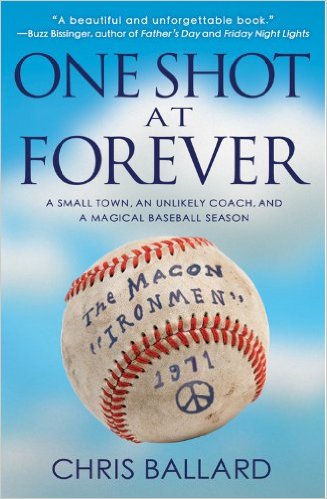 "A beautiful and unforgettable book."
—Buzz Bissinger, author of Father's Day and Friday Night Lights
ONE SHOT
AT
FOREVER
A SMALL TOWN, AN UNLIKELY COACH, AND
A MAGICAL BASEBALL SEASON
The MACON
"IRONMEN"
1971
CHRIS BALLARD